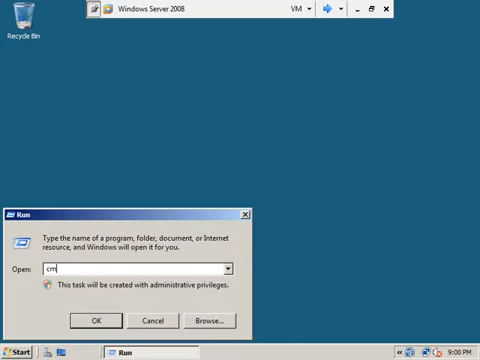 Windows Server 2008
VM
Recycle Bin
Run
Type the name of a program, folder, document, or Internet
resource, and Windows will open it for you.
Open:
cm
This task will be created with administrative privileges.
OK
Cancel
Browse...
Start
Run
9:00 PM